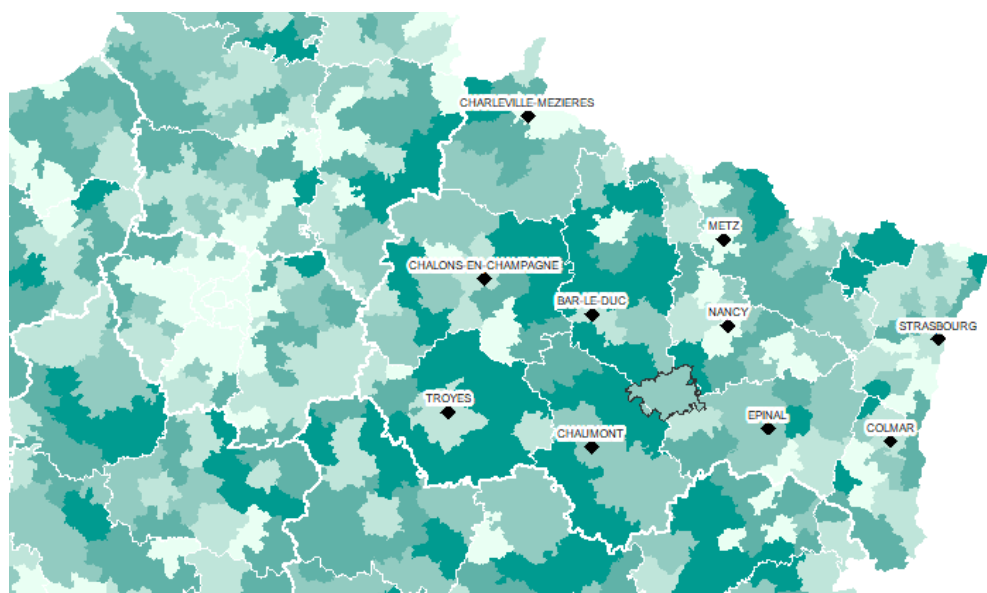 CHARLEVILLE-MEZIERES
METZ
CHALONS-EN-CHAMPAGNE
BAR-LE-DUC
NANCY
STRASBOURG
TROYES
EPINAL
CHAUMONT
COLMAR